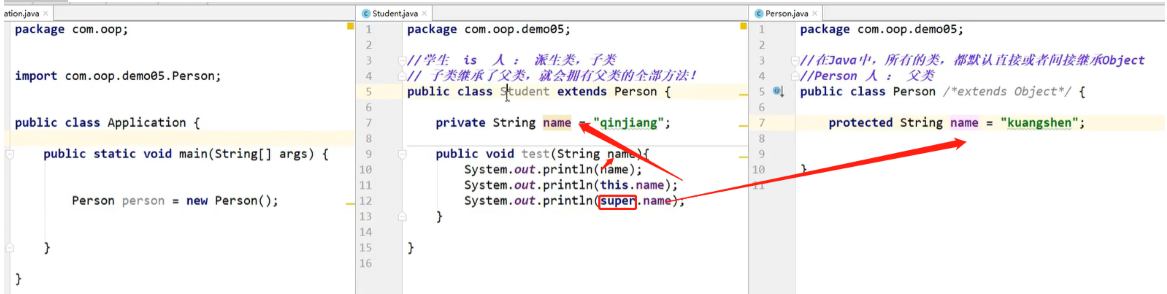 ation.java
package com.oop;
import com.oop.demo05.Person;
public class Application {
public static void main(String[] args) {
Person person = new Person();
}
}
Student.java
1 package com.oop.demo05;
2
3 //学生 is 人 : 派生类,子类
4 // 子类继承了父类,就会拥有父类的全部方法!
5 public class Student extends Person {
6
7 private String name = "qinjiang";
8
9 public void test(String name){
10 System.out.println(name);
11 System.out.println(this.name);
12 System.out.println(super.name);
13 }
14
15 }
16
Person.java
1 package com.oop.demo05;
2
3 //在Java中,所有的类,都默认直接或者间接继承Object
4 //Person 人 : 父类
5 public class Person /*extends Object*/ {
6
7 protected String name = "kuangshen";
8
9
10 }
11